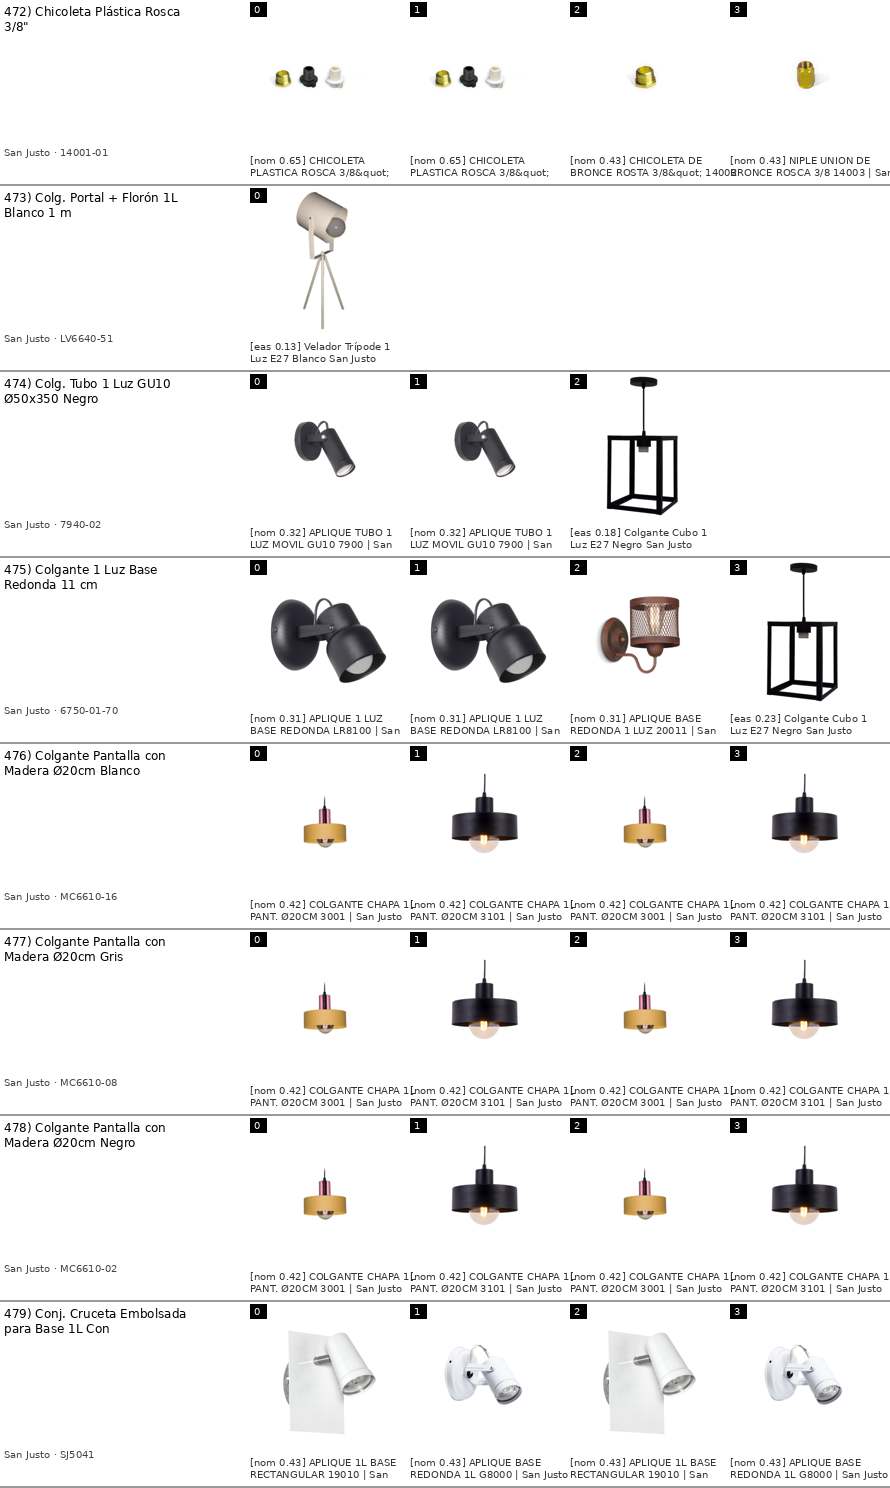 472) Chicoleta Plástica Rosca
3/8"
0
1
2
3
San Justo · 14001-01
[nom 0.65] CHICOLETA
PLASTICA ROSCA 3/8&quot;
[nom 0.65] CHICOLETA
PLASTICA ROSCA 3/8&quot;
[nom 0.43] CHICOLETA DE
BRONCE ROSTA 3/8&quot; 14002
[nom 0.43] NIPLE UNION DE
BRONCE ROSCA 3/8 14003 | San
473) Colg. Portal + Florón 1L
Blanco 1 m
0
San Justo · LV6640-51
[eas 0.13] Velador Trípode 1
Luz E27 Blanco San Justo
474) Colg. Tubo 1 Luz GU10
Ø50x350 Negro
0
1
2
San Justo · 7940-02
[nom 0.32] APLIQUE TUBO 1
LUZ MOVIL GU10 7900 | San
[nom 0.32] APLIQUE TUBO 1
LUZ MOVIL GU10 7900 | San
[eas 0.18] Colgante Cubo 1
Luz E27 Negro San Justo
475) Colgante 1 Luz Base
Redonda 11 cm
0
1
2
3
San Justo · 6750-01-70
[nom 0.31] APLIQUE 1 LUZ
BASE REDONDA LR8100 | San
[nom 0.31] APLIQUE 1 LUZ
BASE REDONDA LR8100 | San
[nom 0.31] APLIQUE BASE
REDONDA 1 LUZ 20011 | San
[eas 0.23] Colgante Cubo 1
Luz E27 Negro San Justo
476) Colgante Pantalla con
Madera Ø20cm Blanco
0
1
2
3
San Justo · MC6610-16
[nom 0.42] COLGANTE CHAPA 1L
PANT. Ø20CM 3001 | San Justo
[nom 0.42] COLGANTE CHAPA 1L
PANT. Ø20CM 3101 | San Justo
[nom 0.42] COLGANTE CHAPA 1L
PANT. Ø20CM 3001 | San Justo
[nom 0.42] COLGANTE CHAPA 1
PANT. Ø20CM 3101 | San Justo
477) Colgante Pantalla con
Madera Ø20cm Gris
0
1
2
3
San Justo · MC6610-08
[nom 0.42] COLGANTE CHAPA 1L
PANT. Ø20CM 3001 | San Justo
[nom 0.42] COLGANTE CHAPA 1L
PANT. Ø20CM 3101 | San Justo
[nom 0.42] COLGANTE CHAPA 1L
PANT. Ø20CM 3001 | San Justo
[nom 0.42] COLGANTE CHAPA 1
PANT. Ø20CM 3101 | San Justo
478) Colgante Pantalla con
Madera Ø20cm Negro
0
1
2
3
San Justo · MC6610-02
[nom 0.42] COLGANTE CHAPA 1L
PANT. Ø20CM 3001 | San Justo
[nom 0.42] COLGANTE CHAPA 1L
PANT. Ø20CM 3101 | San Justo
[nom 0.42] COLGANTE CHAPA 1L
PANT. Ø20CM 3001 | San Justo
[nom 0.42] COLGANTE CHAPA 1
PANT. Ø20CM 3101 | San Justo
479) Conj. Cruceta Embolsada
para Base 1L Con
0
1
2
3
San Justo · SJ5041
[nom 0.43] APLIQUE 1L BASE
RECTANGULAR 19010 | San
[nom 0.43] APLIQUE BASE
REDONDA 1L G8000 | San Justo
[nom 0.43] APLIQUE 1L BASE
RECTANGULAR 19010 | San
[nom 0.43] APLIQUE BASE
REDONDA 1L G8000 | San Justo